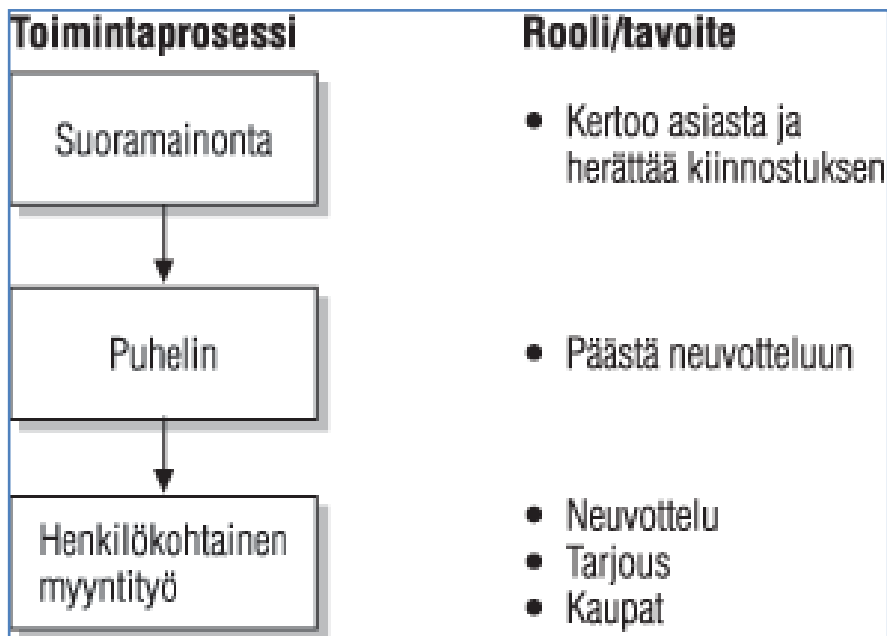 Toimintaprosessi
Rooli/tavoite
Suoramainonta
• Kertoo asiasta ja
herättää kiinnostuksen
Puhelin
• Päästä neuvotteluun
Henkilökohtainen
myyntityö
• Neuvottelu
• Tarjous
• Kaupat